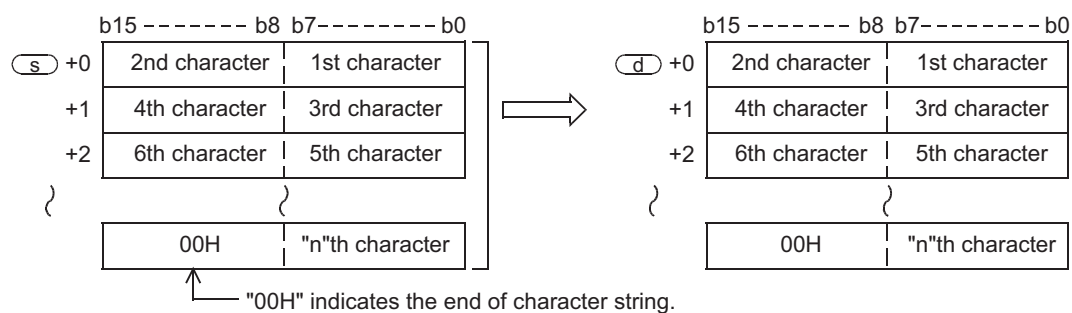 b15 -------- b8 b7-------- b0 b15 -------- b8 b7-------- b0
s +0 2nd character 1st character d +0 2nd character 1st character
+1 4th character 3rd character +1 4th character 3rd character
+2 6th character 5th character +2 6th character 5th character
00H "n"th character 00H "n"th character
"00H" indicates the end of character string.